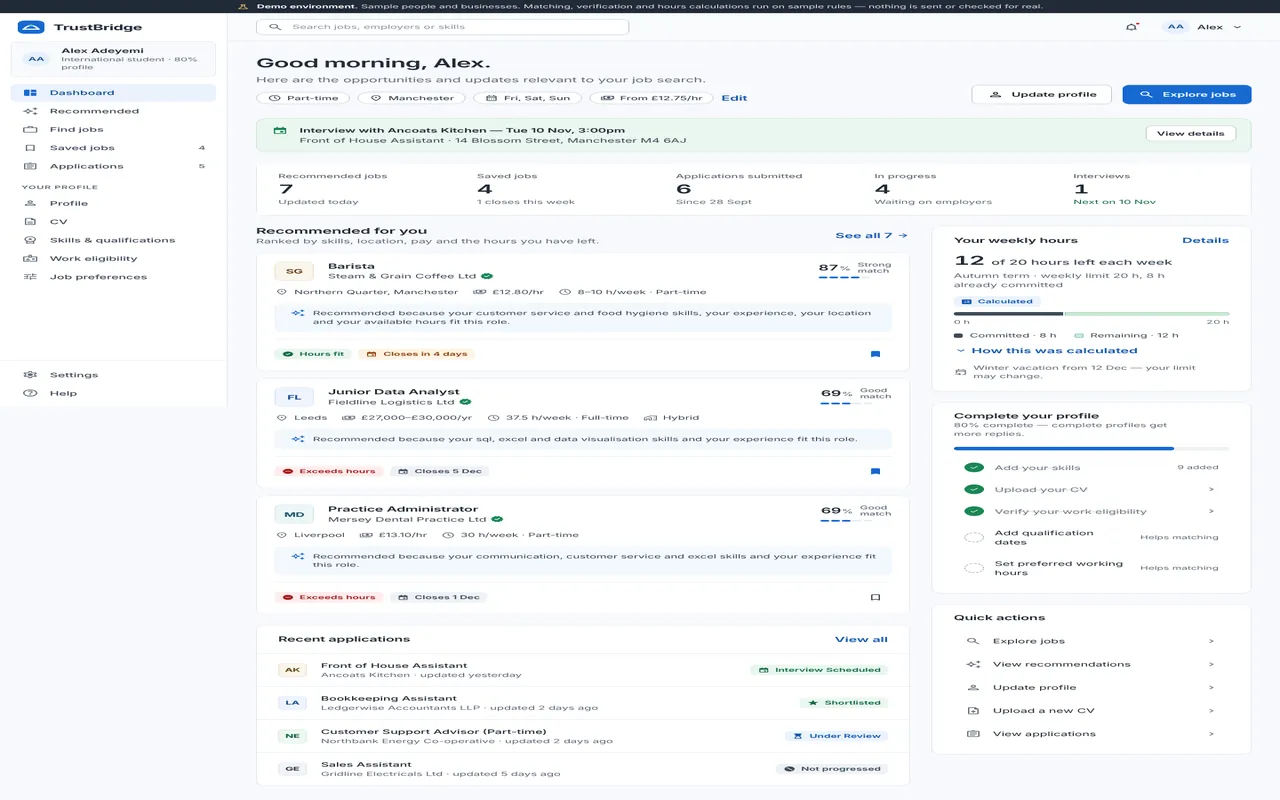 Demo environment. Sample people and businesses. Matching, verification and hours calculations run on sample rules — nothing is sent or checked for real.
TrustBridge
Search jobs, employers or skills
AA Alex
AA
Alex Adeyemi
International student · 80%
profile
Dashboard
Recommended
Find jobs
Saved jobs 4
Applications 5
YOUR PROFILE
Profile
CV
Skills & qualifications
Work eligibility
Job preferences
Settings
Help
Good morning, Alex.
Here are the opportunities and updates relevant to your job search.
Part-time Manchester Fri, Sat, Sun From £12.75/hr Edit
Update profile Explore jobs
Interview with Ancoats Kitchen — Tue 10 Nov, 3:00pm
Front of House Assistant · 14 Blossom Street, Manchester M4 6AJ
View details
Recommended jobs
7
Updated today
Saved jobs
4
1 closes this week
Applications submitted
6
Since 28 Sept
In progress
4
Waiting on employers
Interviews
1
Next on 10 Nov
Recommended for you
Ranked by skills, location, pay and the hours you have left.
See all 7 →
SG
Barista
Steam & Grain Coffee Ltd
87% Strong match
Northern Quarter, Manchester £12.80/hr 8–10 h/week · Part-time
Recommended because your customer service and food hygiene skills, your experience, your location
and your available hours fit this role.
Hours fit Closes in 4 days
FL
Junior Data Analyst
Fieldline Logistics Ltd
69% Good match
Leeds £27,000–£30,000/yr 37.5 h/week · Full-time Hybrid
Recommended because your sql, excel and data visualisation skills and your experience fit this role.
Exceeds hours Closes 5 Dec
MD
Practice Administrator
Mersey Dental Practice Ltd
69% Good match
Liverpool £13.10/hr 30 h/week · Part-time
Recommended because your communication, customer service and excel skills and your experience fit
this role.
Exceeds hours Closes 1 Dec
Recent applications View all
AK
Front of House Assistant
Ancoats Kitchen · updated yesterday
Interview Scheduled
LA
Bookkeeping Assistant
Ledgerwise Accountants LLP · updated 2 days ago
Shortlisted
NE
Customer Support Advisor (Part-time)
Northbank Energy Co-operative · updated 2 days ago
Under Review
GE
Sales Assistant
Gridline Electricals Ltd · updated 5 days ago
Not progressed
Your weekly hours Details
12 of 20 hours left each week
Autumn term · weekly limit 20 h, 8 h
already committed
Calculated
0 h 20 h
Committed · 8 h Remaining · 12 h
How this was calculated
Winter vacation from 12 Dec — your limit
may change.
Complete your profile
80% complete — complete profiles get
more replies.
Add your skills 9 added
Upload your CV >
Verify your work eligibility >
Add qualification
dates
Helps matching
Set preferred working
hours
Helps matching
Quick actions
Explore jobs >
View recommendations >
Update profile >
Upload a new CV >
View applications >